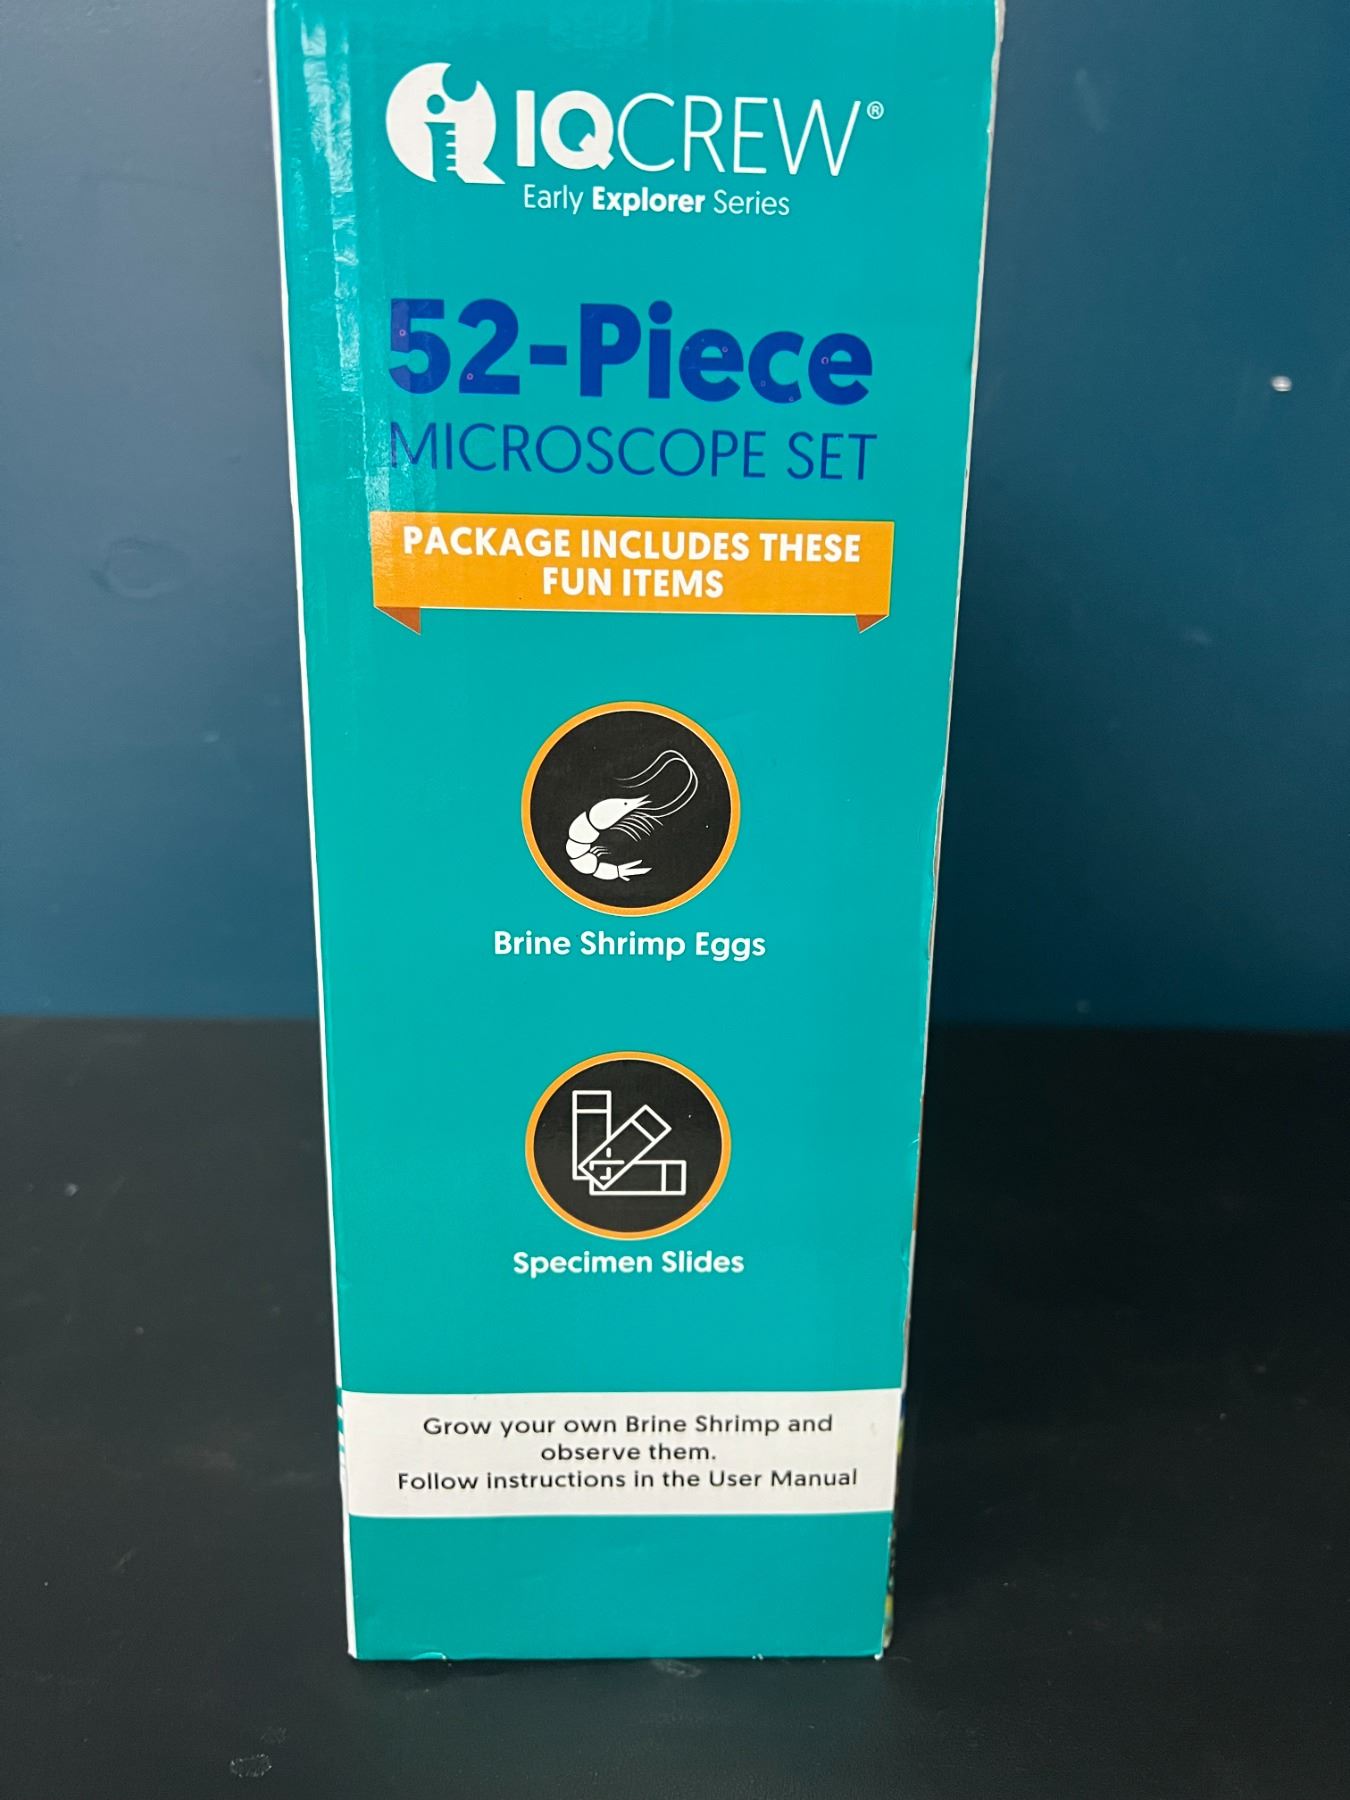 IQCREW®
Early Explorer Series
52-Piece
MICROSCOPE SET
PACKAGE INCLUDES THESE
FUN ITEMS
Brine Shrimp Eggs
Specimen Slides
Grow your own Brine Shrimp and
observe them.
Follow instructions in the User Manual